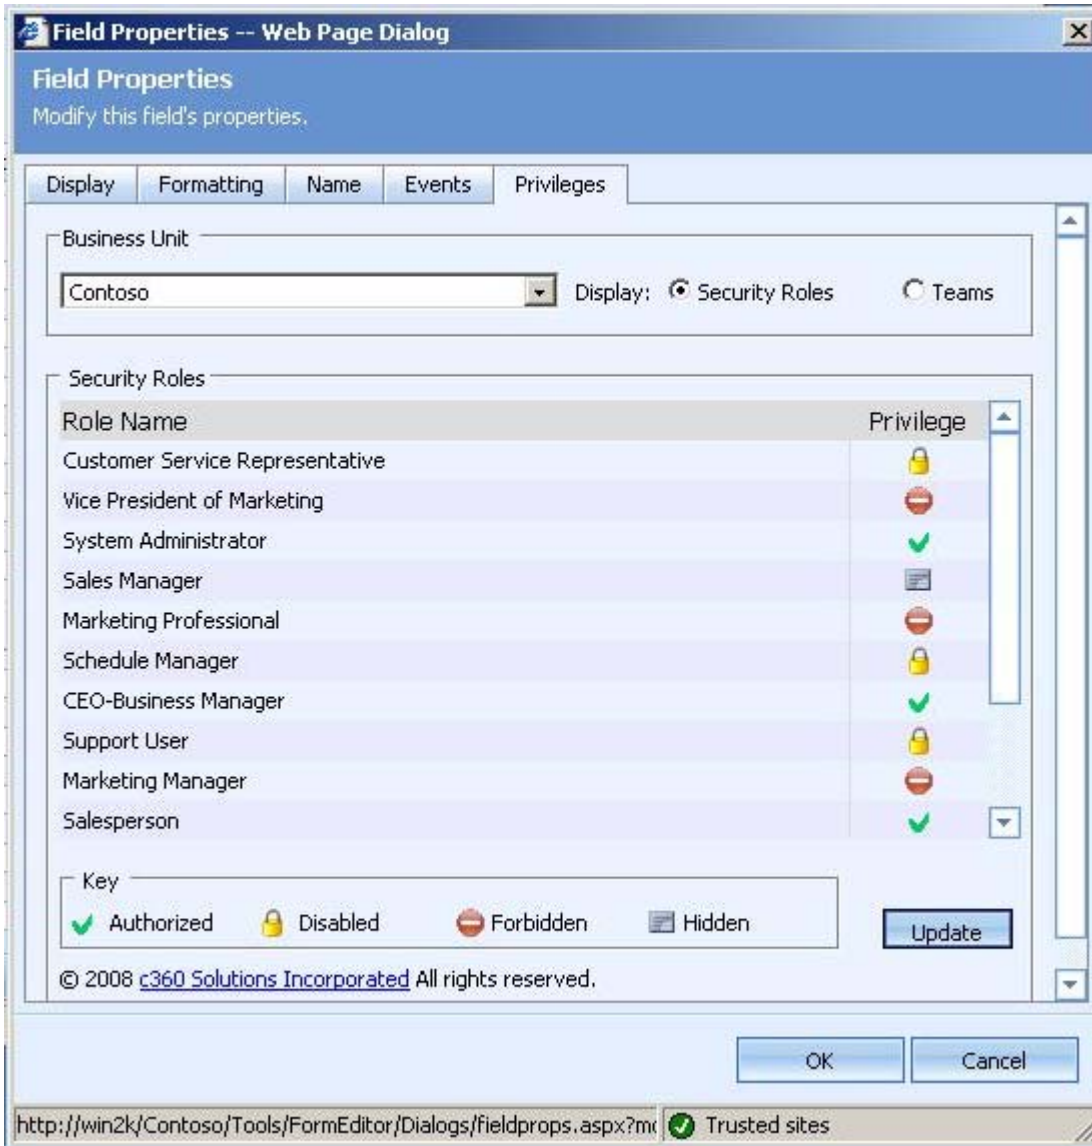 Field Properties -- Web Page Dialog
Field Properties
Modify this field's properties.
Display Formatting Name Events Privileges
Business Unit
Contoso Display: Security Roles Teams
Security Roles
Role Name Privilege
Customer Service Representative
Vice President of Marketing
System Administrator
Sales Manager
Marketing Professional
Schedule Manager
CEO-Business Manager
Support User
Marketing Manager
Salesperson
Key
Authorized Disabled Forbidden Hidden
Update
© 2008 c360 Solutions Incorporated All rights reserved.
OK Cancel
http://win2k/Contoso/Tools/FormEditor/Dialogs/fieldprops.aspx?m Trusted sites